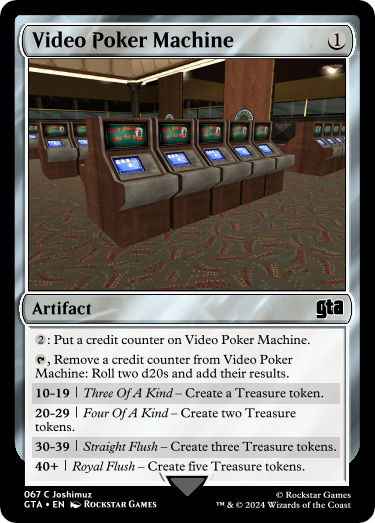 Video Poker Machine 1
Artifact gta
2: Put a credit counter on Video Poker Machine.
, Remove a credit counter from Video Poker
Machine: Roll two d20s and add their results.
10-19 | Three Of A Kind – Create a Treasure token.
20-29 | Four Of A Kind – Create two Treasure
tokens.
30-39 | Straight Flush – Create three Treasure tokens.
40+ | Royal Flush – Create five Treasure tokens.
067 C Joshimuz
GTA • EN Rockstar Games
© Rockstar Games
™ & © 2024 Wizards of the Coast